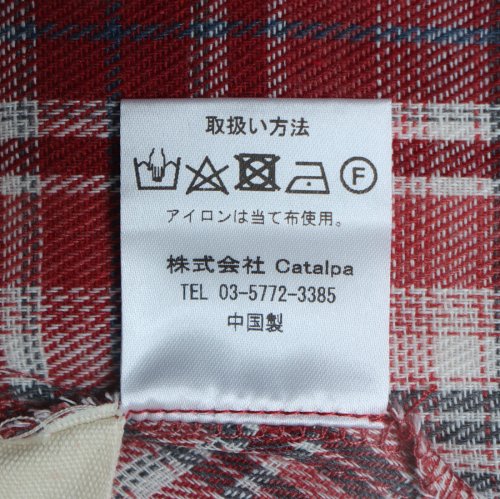 取扱い方法
F
アイロンは当て布使用。
株式会社 Catalpa
TEL 03-5772-3385
中国製